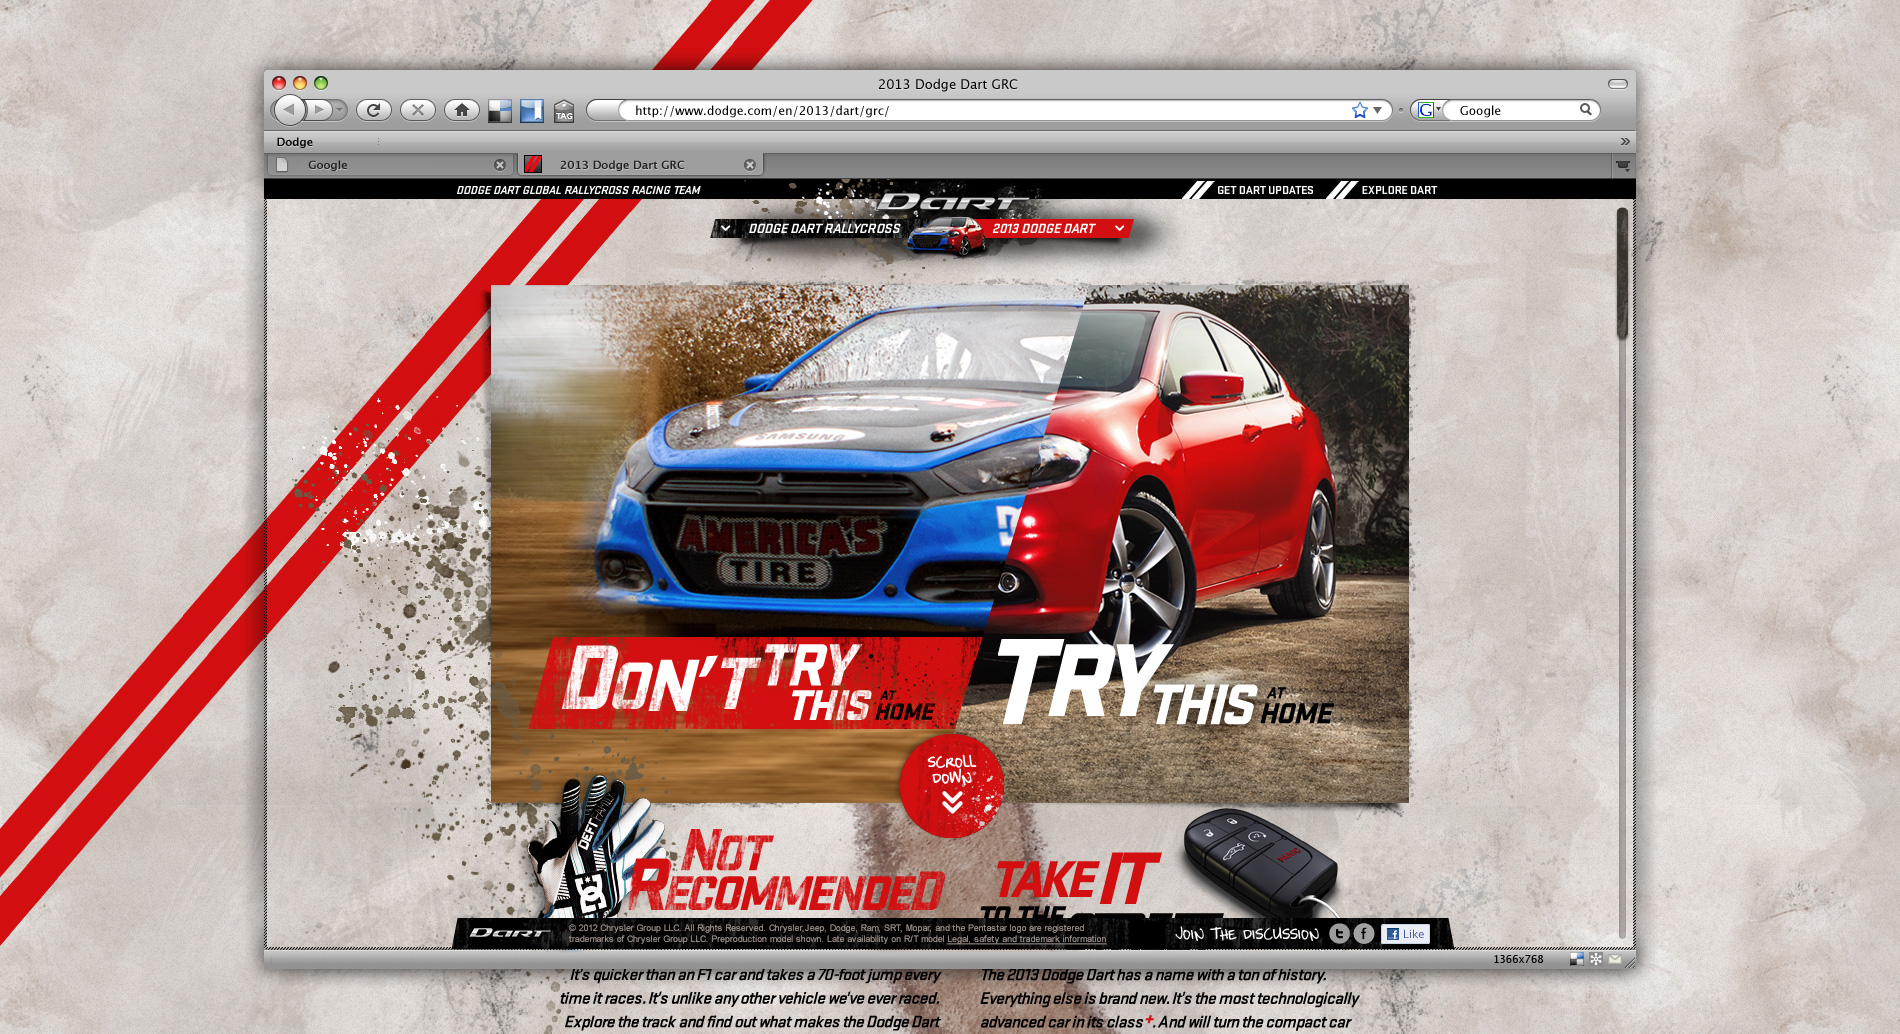 2013 Dodge Dart GRC
TAG
http://www.dodge.com/en/2013/dart/grc/
G
Google
Dodge
Google
2013 Dodge Dart GRC
DODGE DART GLOBAL RALLYCROSS RACING TEAM
DART
GET DART UPDATES
EXPLORE DART
DODGE DART RALLYCROSS
2013 DODGE DART
SAMSUNG
AMERICA'S
TIRE
DON'T TRY
THIS AT HOME
TRY THIS AT HOME
SCROLL
DOWN
DEFT FAMILY
DC
NOT
RECOMMENDED
TAKE IT
TO THE
PANIC
DART
© 2012 Chrysler Group LLC. All Rights Reserved. Chrysler,Jeep, Dodge, Ram, SRT, Mopar, and the Pentastar logo are registered
trademarks of Chrysler Group LLC. Preproduction model shown. Late availability on R/T model Legal, safety and trademark information
JOIN THE DISCUSSION
t
f
f Like
1366x768
It's quicker than an F1 car and takes a 70-foot jump every
time it races. It's unlike any other vehicle we've ever raced.
Explore the track and find out what makes the Dodge Dart
The 2013 Dodge Dart has a name with a ton of history.
Everything else is brand new. It's the most technologically
advanced car in its class+. And will turn the compact car